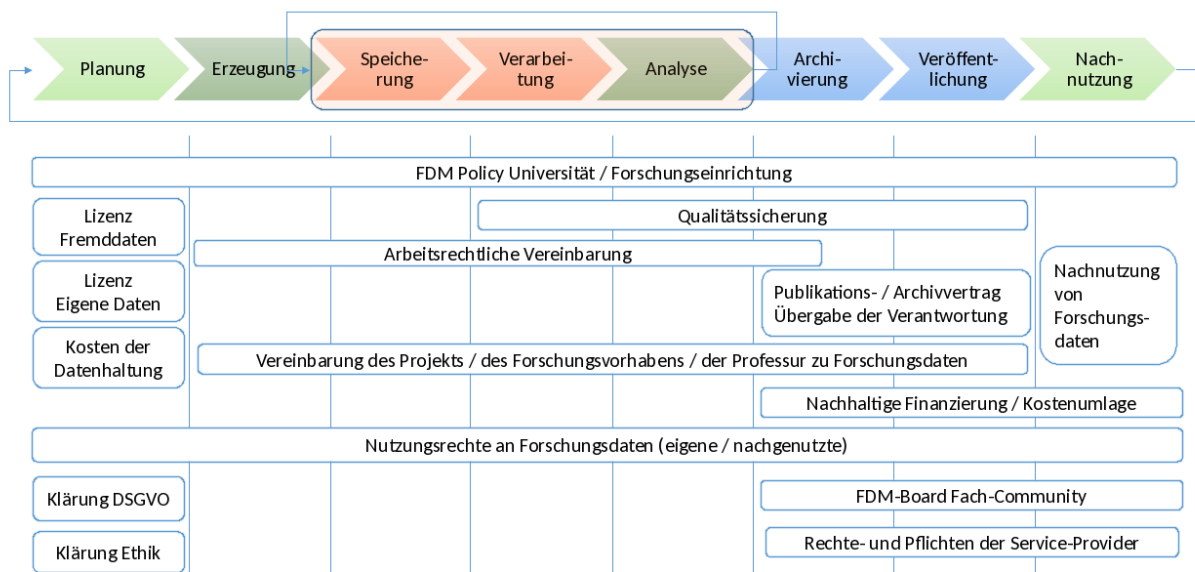 Planung
Erzeugung
Speiche-
rung
Verarbei-
tung
Analyse
Archi-
vierung
Veröffent-
lichung
Nach-
nutzung
FDM Policy Universität / Forschungseinrichtung
Lizenz
Fremddaten
Qualitätssicherung
Arbeitsrechtliche Vereinbarung
Lizenz
Eigene Daten
Publikations- / Archivvertrag
Übergabe der Verantwortung
Nachnutzung
von
Forschungs-
daten
Kosten der
Datenhaltung
Vereinbarung des Projekts / des Forschungsvorhabens / der Professur zu Forschungsdaten
Nachhaltige Finanzierung / Kostenumlage
Nutzungsrechte an Forschungsdaten (eigene / nachgenutzte)
Klärung DSGVO
FDM-Board Fach-Community
Klärung Ethik
Rechte- und Pflichten der Service-Provider